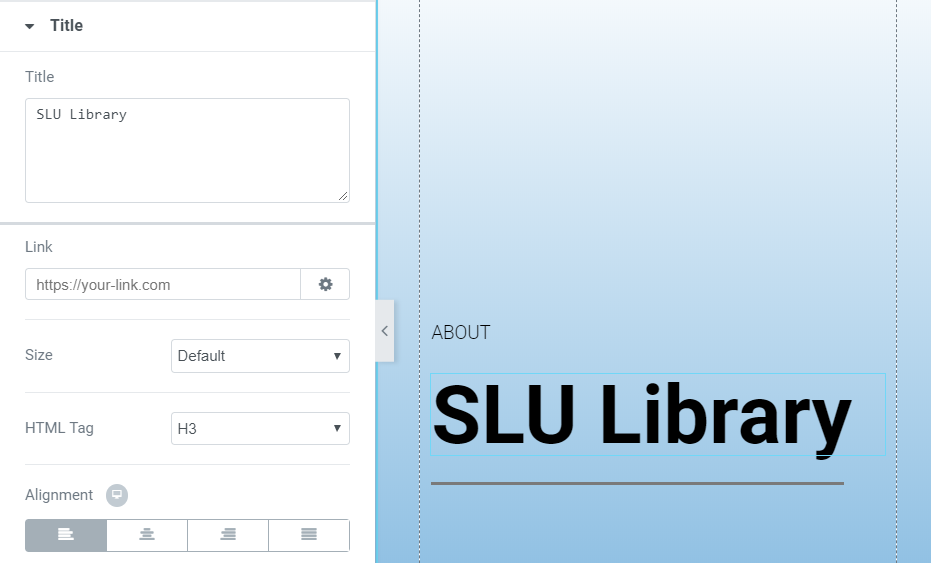 Title
Title
SLU Library
Link
https://your-link.com
Size
Default
HTML Tag
H3
Alignment
ABOUT
SLU Library